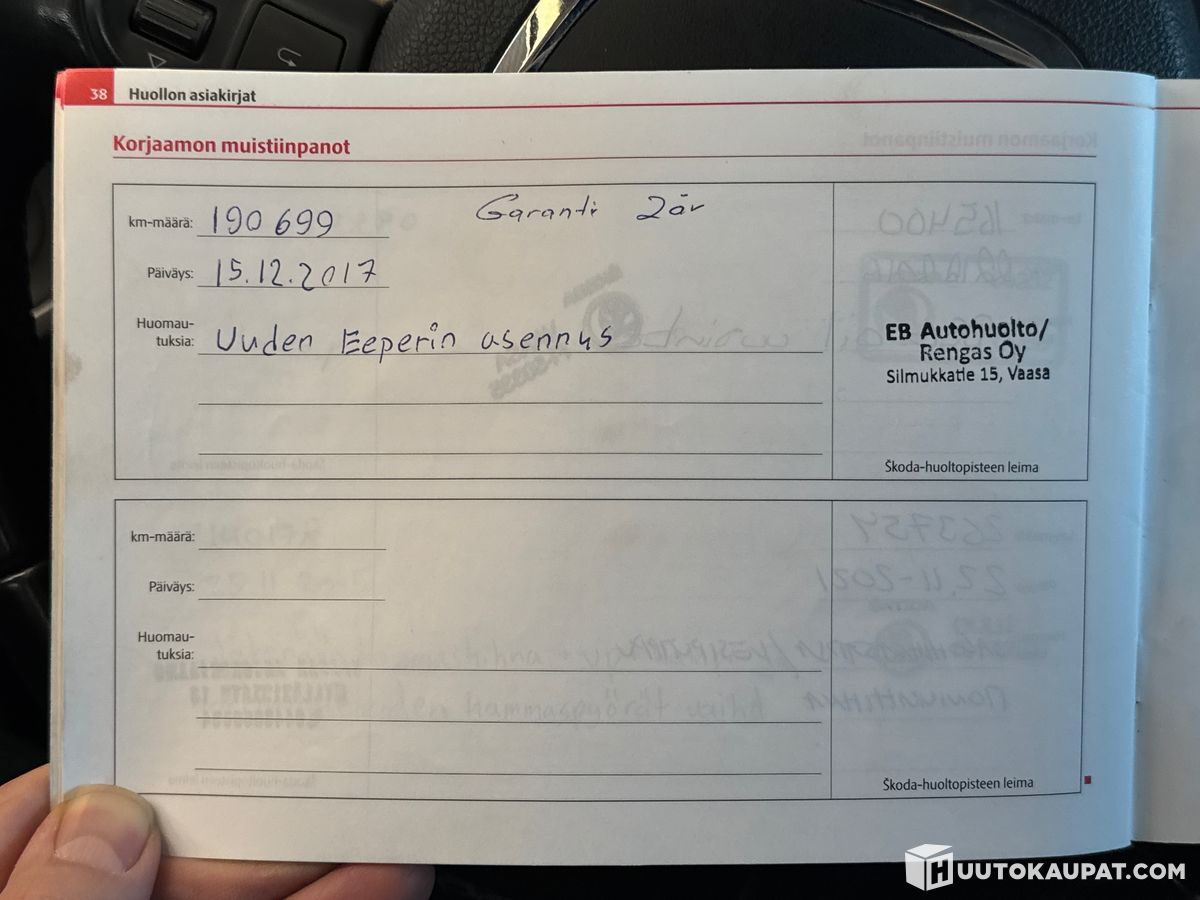 38 Huollon asiakirjat
Korjaamon muistiinpanot
km-määrä: 190 699 Garanti 2år
Päiväys: 15.12.2017
Huomau-
tuksia: Uuden Eeperin asennus
EB Autohuolto/
Rengas Oy
Silmukkatie 15, Vaasa
Škoda-huoltopisteen leima
km-määrä:
Päiväys:
Huomau-
tuksia:
Škoda-huoltopisteen leima
HUUTOKAUPAT.COM